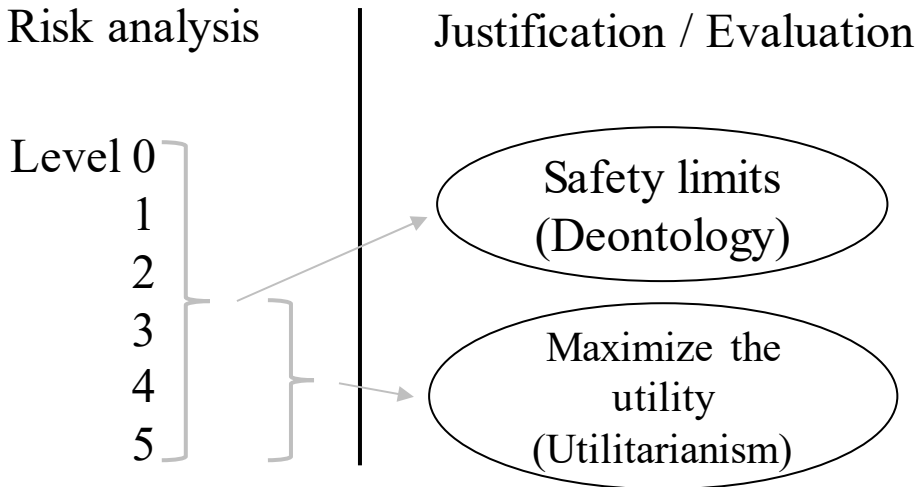 Risk analysis
Justification / Evaluation
Level 0
1
2
3
4
5
Safety limits
(Deontology)
Maximize the
utility
(Utilitarianism)